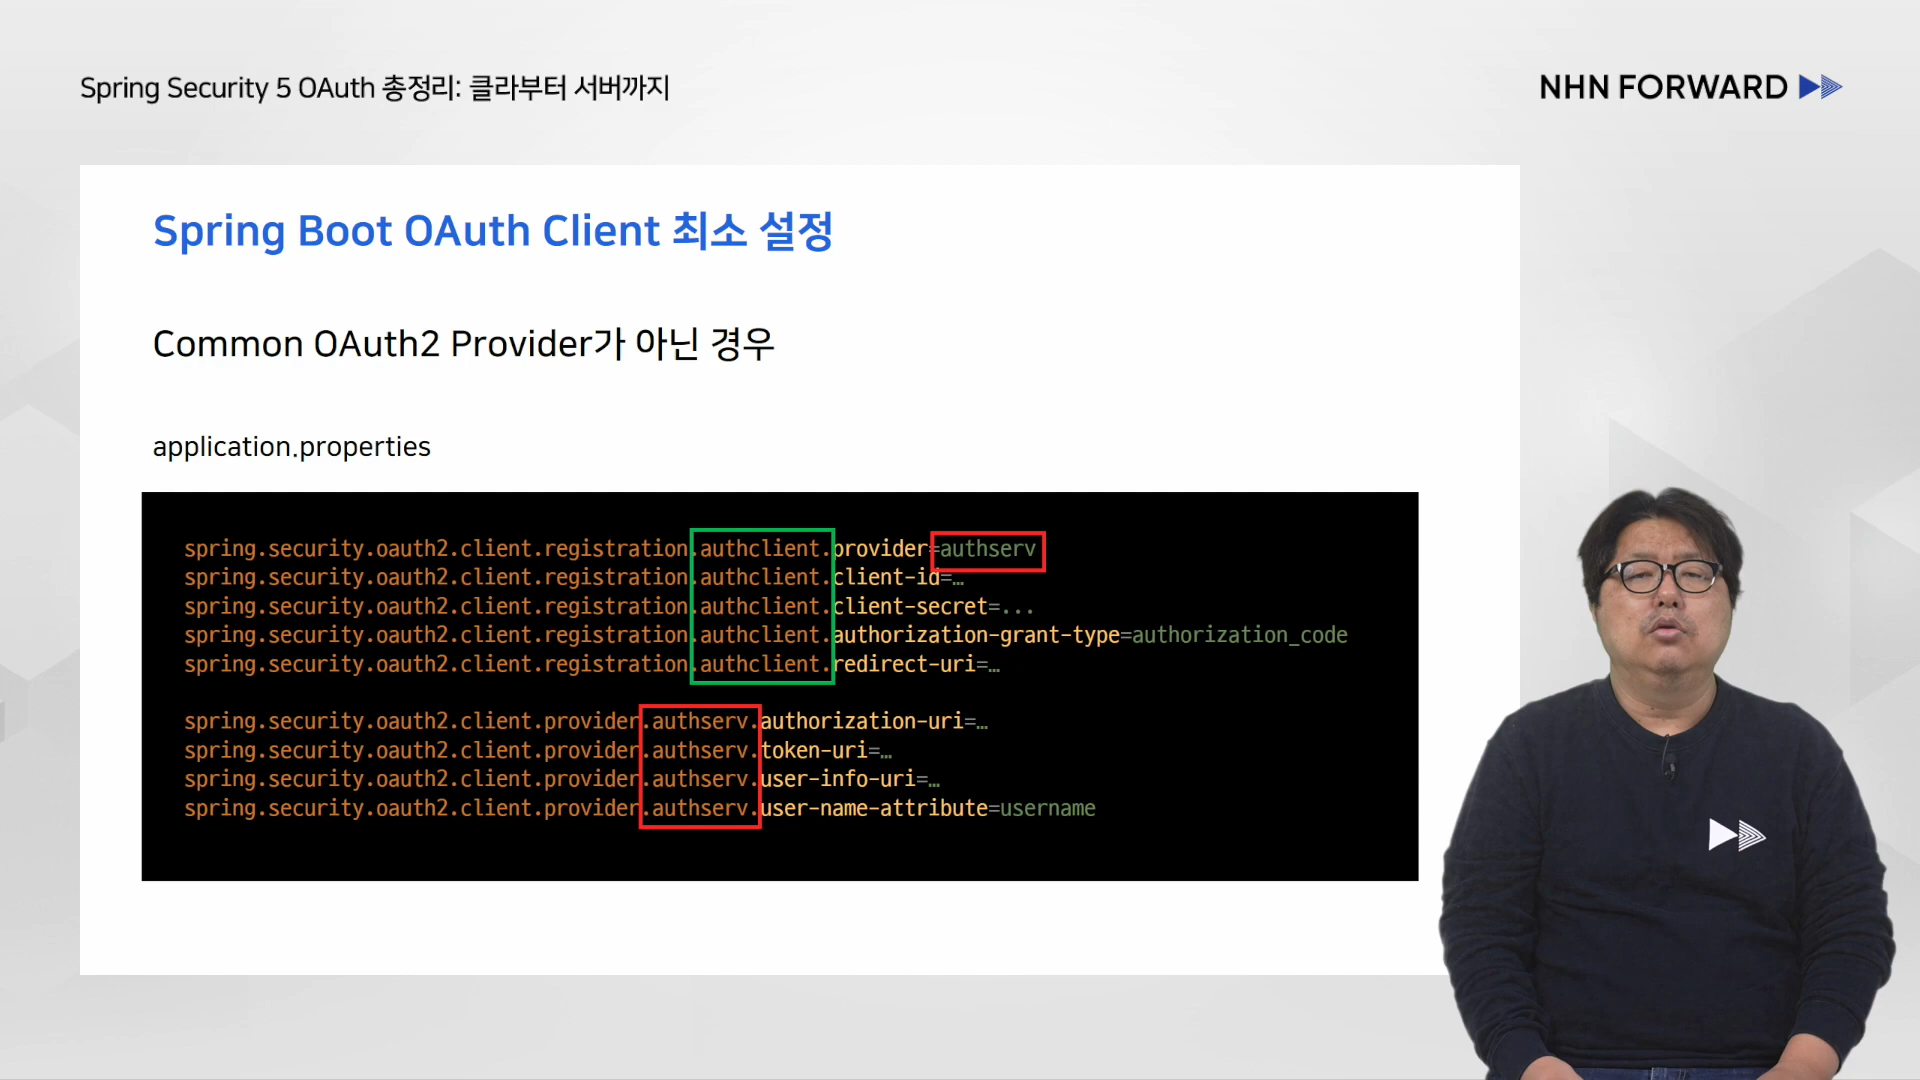 Spring Security 5 OAuth 총정리: 클라부터 서버까지
NHN FORWARD
Spring Boot OAuth Client 최소 설정
Common OAuth2 Provider가 아닌 경우
application.properties
spring.security.oauth2.client.registration.authclient.provider=authserv
spring.security.oauth2.client.registration.authclient.client-id=…
spring.security.oauth2.client.registration.authclient.client-secret=...
spring.security.oauth2.client.registration.authclient.authorization-grant-type=authorization_code
spring.security.oauth2.client.registration.authclient.redirect-uri=…
spring.security.oauth2.client.provider.authserv.authorization-uri=…
spring.security.oauth2.client.provider.authserv.token-uri=…
spring.security.oauth2.client.provider.authserv.user-info-uri=…
spring.security.oauth2.client.provider.authserv.user-name-attribute=username